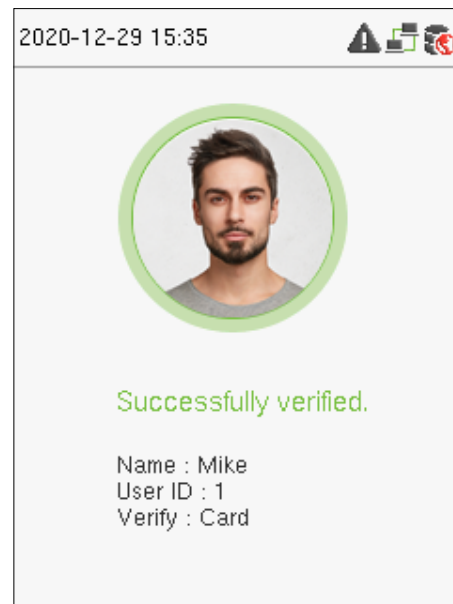 2020-12-29 15:35
Successfully verified.
Name : Mike
User ID : 1
Verify : Card